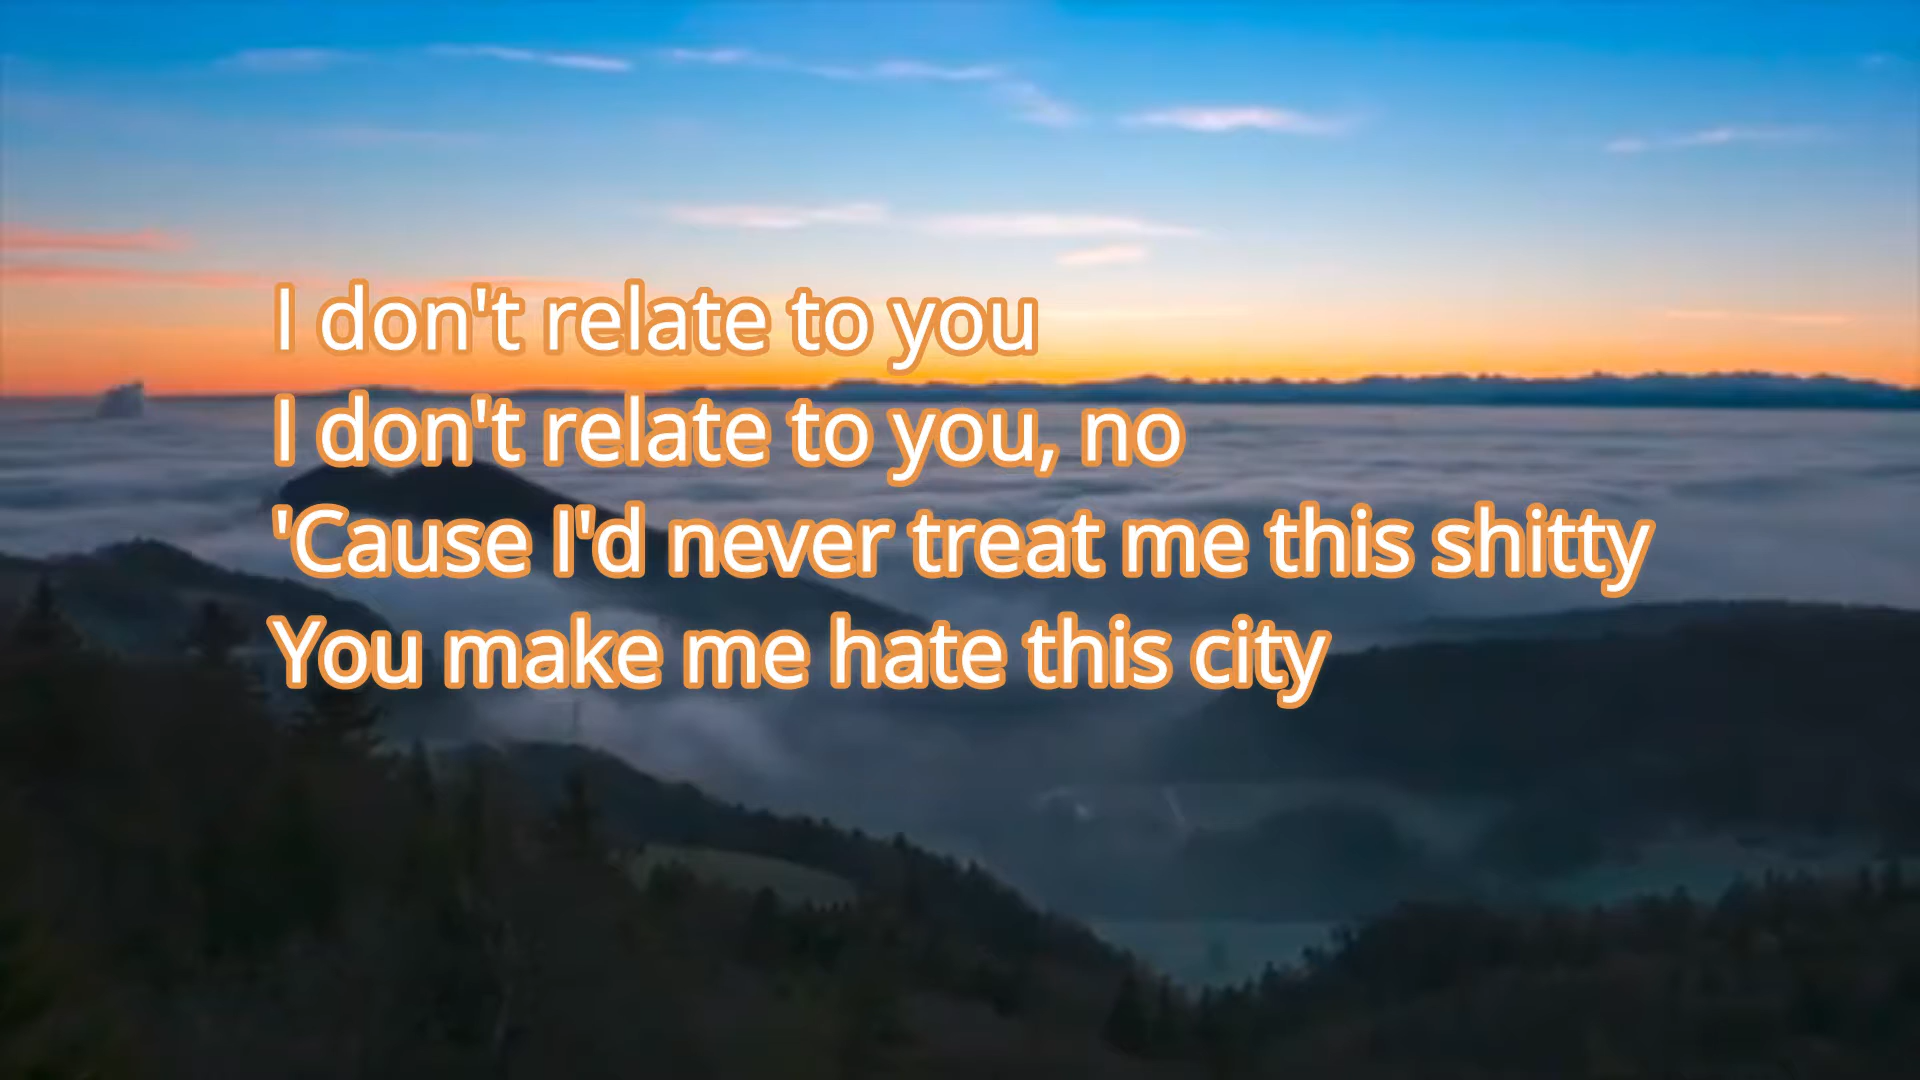 I don't relate to you
I don't relate to you, no
'Cause I'd never treat me this shitty
You make me hate this city